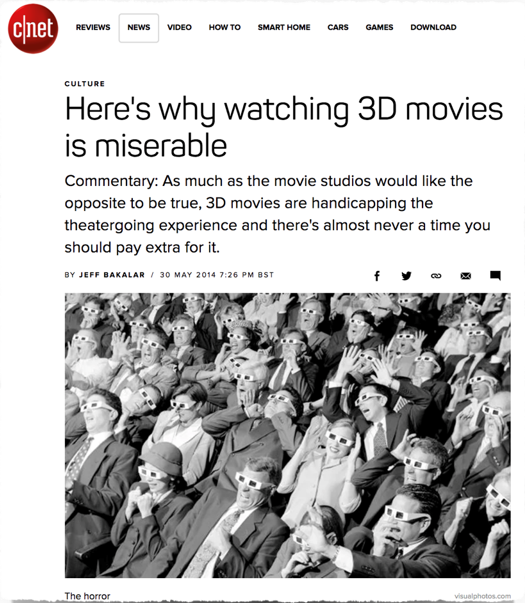 c|net
REVIEWS NEWS VIDEO HOW TO SMART HOME CARS GAMES DOWNLOAD
CULTURE
Here's why watching 3D movies
is miserable
Commentary: As much as the movie studios would like the
opposite to be true, 3D movies are handicapping the
theatergoing experience and there's almost never a time you
should pay extra for it.
BY JEFF BAKALAR / 30 MAY 2014 7:26 PM BST
The horror
visualphotos.com